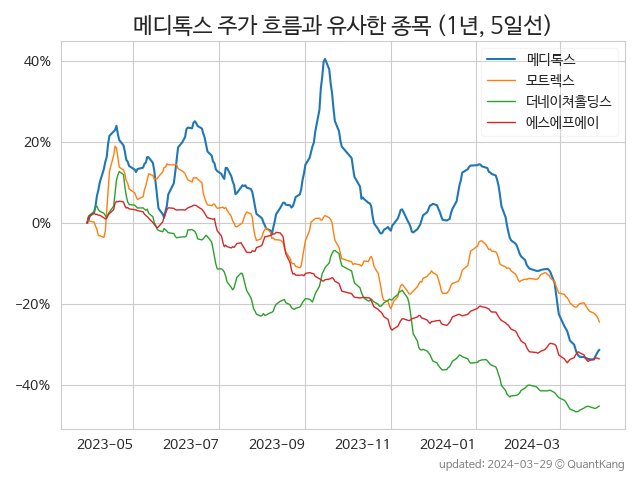 메디톡스 주가 흐름과 유사한 종목 (1년, 5일선)
메디톡스
모트렉스
더네이쳐홀딩스
에스에프에이
40%
20%
0%
−20%
−40%
2023-05 2023-07 2023-09 2023-11 2024-01 2024-03
updated: 2024-03-29 © QuantKang